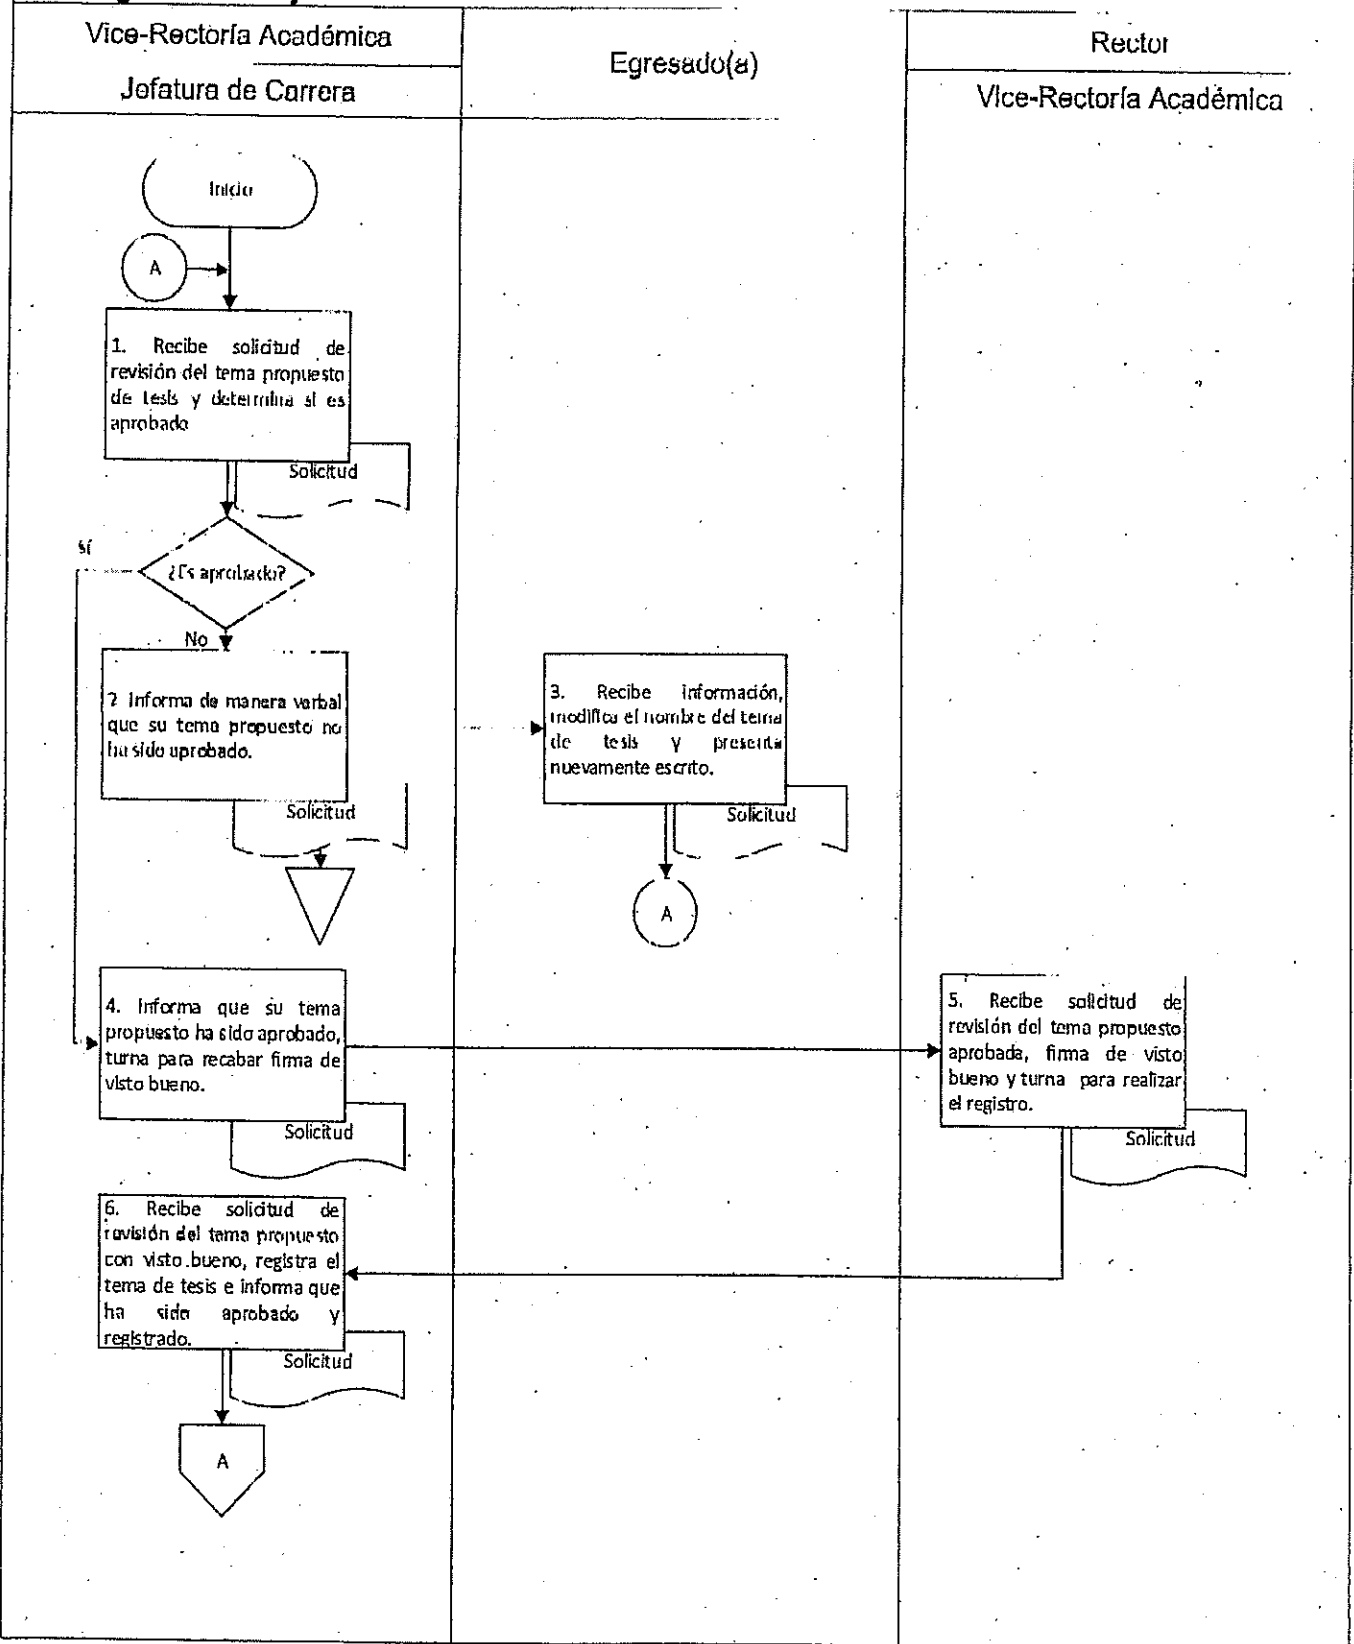 Vice-Rectoría Académica
Jefatura de Carrera
Egresado(a)
Rector
Vice-Rectoría Académica
Inicio
A
1. Recibe solicitud de
revisión del tema propuesto
de tesis y determina si es
aprobado
Solicitud
¿Es aprobado?
sí
No
2 Informa de manera verbal
que su tema propuesto no
ha sido aprobado.
Solicitud
3. Recibe información,
modifica el nombre del tema
de tesis y presenta
nuevamente escrito.
Solicitud
A
4. Informa que su tema
propuesto ha sido aprobado,
turna para recabar firma de
visto bueno.
Solicitud
5. Recibe solicitud de
revisión del tema propuesto
aprobada, firma de visto
bueno y turna para realizar
el registro.
Solicitud
6. Recibe solicitud de
revisión del tema propuesto
con visto bueno, registra el
tema de tesis e informa que
ha sido aprobado y
registrado.
Solicitud
A